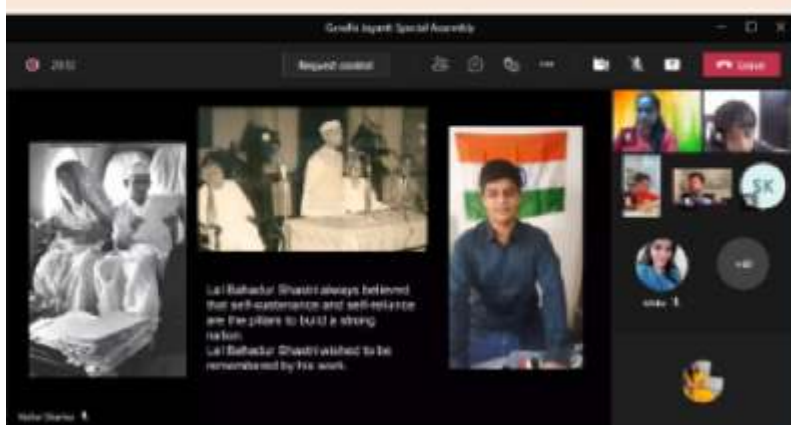 Gandhi Jayanti Special Assembly
Request control
Leave
Lal Bahadur Shastri always believed
that self-sustenance and self-reliance
are the pillars to build a strong
nation.
Lal Bahadur Shastri wished to be
remembered by his work.
SK
Sharma